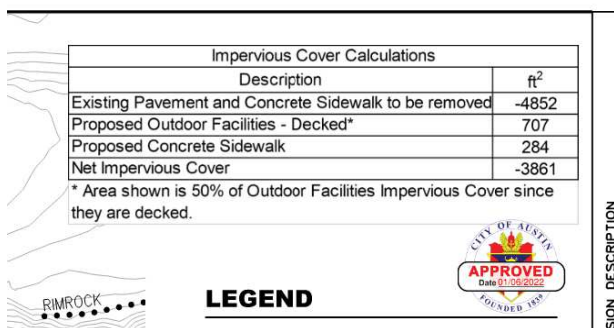 Impervious Cover Calculations
Description ft²
Existing Pavement and Concrete Sidewalk to be removed -4852
Proposed Outdoor Facilities - Decked* 707
Proposed Concrete Sidewalk 284
Net Impervious Cover -3861
* Area shown is 50% of Outdoor Facilities Impervious Cover since
they are decked.
CITY OF AUSTIN
APPROVED
Date 01/06/2022
FOUNDED 1839
RIMROCK
LEGEND
DESCRIPTION